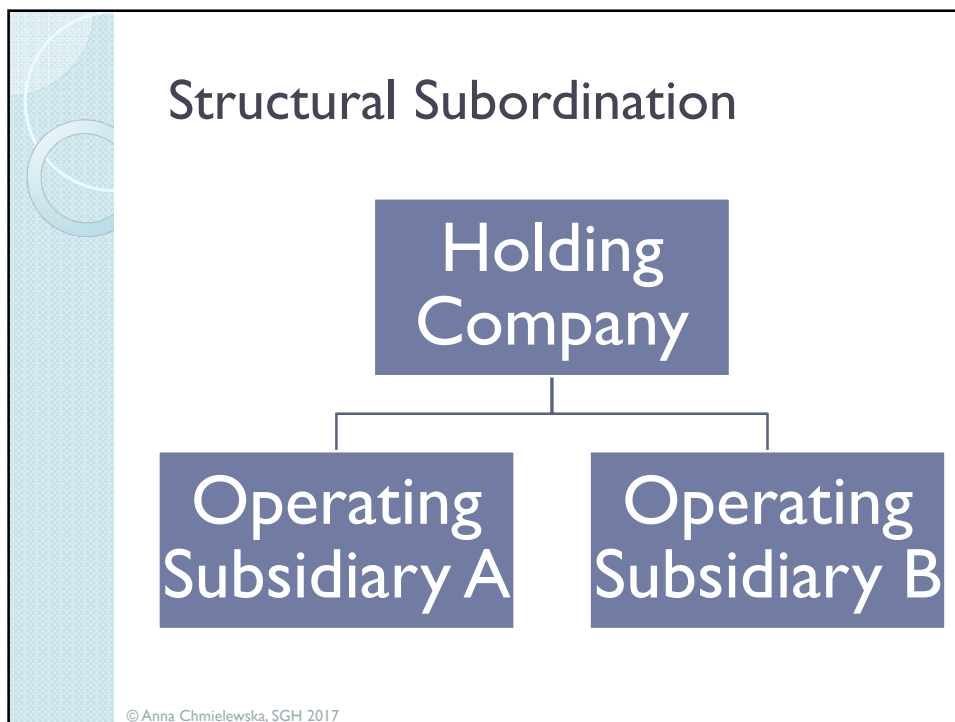 Structural Subordination
Holding
Company
Operating
Subsidiary A
Operating
Subsidiary B
© Anna Chmielewska, SGH 2017